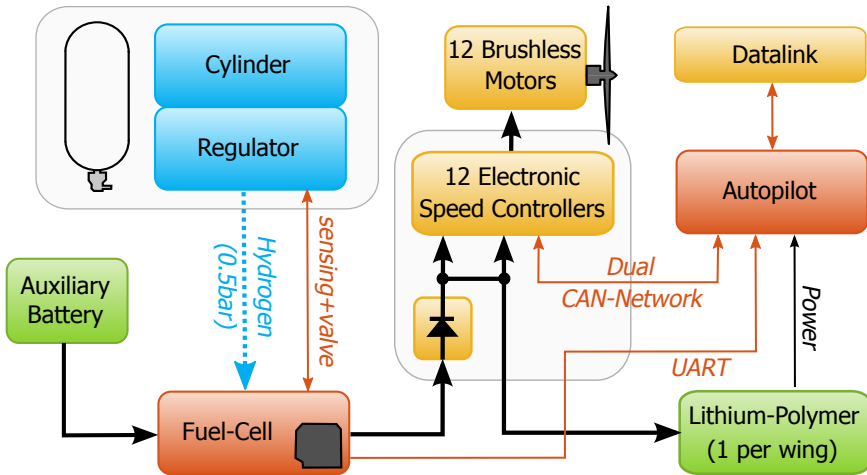 Cylinder
Regulator
12 Brushless
Motors
Datalink
12 Electronic
Speed Controllers
Autopilot
Auxiliary
Battery
Hydrogen
(0.5bar)
sensing+valve
Dual
CAN-Network
UART
Power
Fuel-Cell
Lithium-Polymer
(1 per wing)